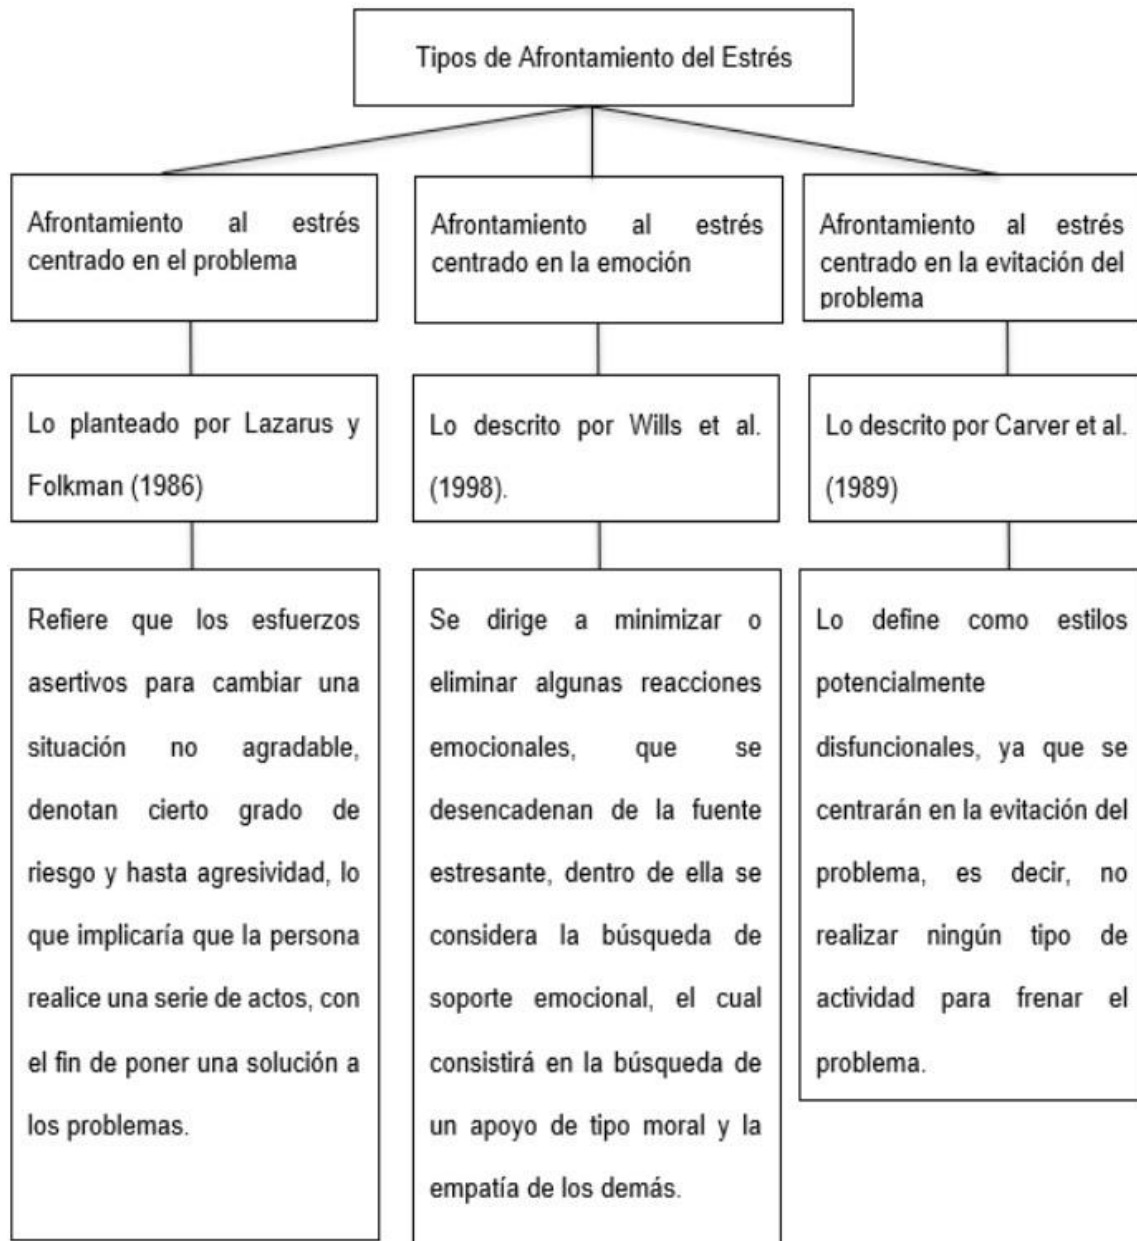 Tipos de Afrontamiento del Estrés
Afrontamiento al estrés
centrado en el problema
Lo planteado por Lazarus y
Folkman (1986)
Refiere que los esfuerzos
asertivos para cambiar una
situación no agradable,
denotan cierto grado de
riesgo y hasta agresividad, lo
que implicaría que la persona
realice una serie de actos, con
el fin de poner una solución a
los problemas.
Afrontamiento al estrés
centrado en la emoción
Lo descrito por Wills et al.
(1998).
Se dirige a minimizar o
eliminar algunas reacciones
emocionales, que se
desencadenan de la fuente
estresante, dentro de ella se
considera la búsqueda de
soporte emocional, el cual
consistirá en la búsqueda de
un apoyo de tipo moral y la
empatía de los demás.
Afrontamiento al estrés
centrado en la evitación del
problema
Lo descrito por Carver et al.
(1989)
Lo define como estilos
potencialmente
disfuncionales, ya que se
centrarán en la evitación del
problema, es decir, no
realizar ningún tipo de
actividad para frenar el
problema.